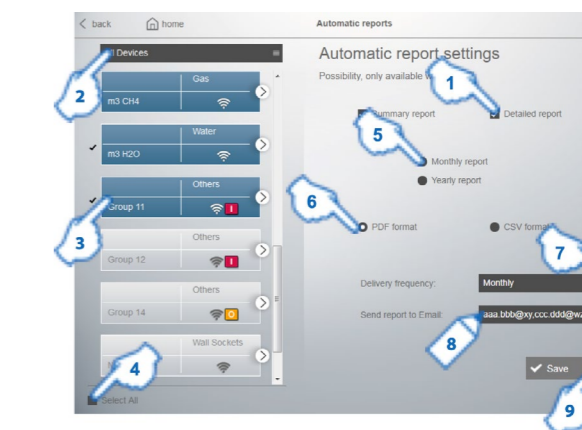 back
home
Automatic reports
Devices
Automatic report settings
Possibility, only available
1
2
Gas
m3 CH4
Summary report
Detailed report
5
Water
m3 H2O
Monthly report
Yearly report
Others
Group 11
I
3
6
PDF format
CSV format
7
Others
Group 12
I
Delivery frequency:
Monthly
Others
Group 14
O
Send report to Email:
aaa.bbb@xy,ccc.ddd@wz
8
Wall Sockets
4
Save
Select All
9